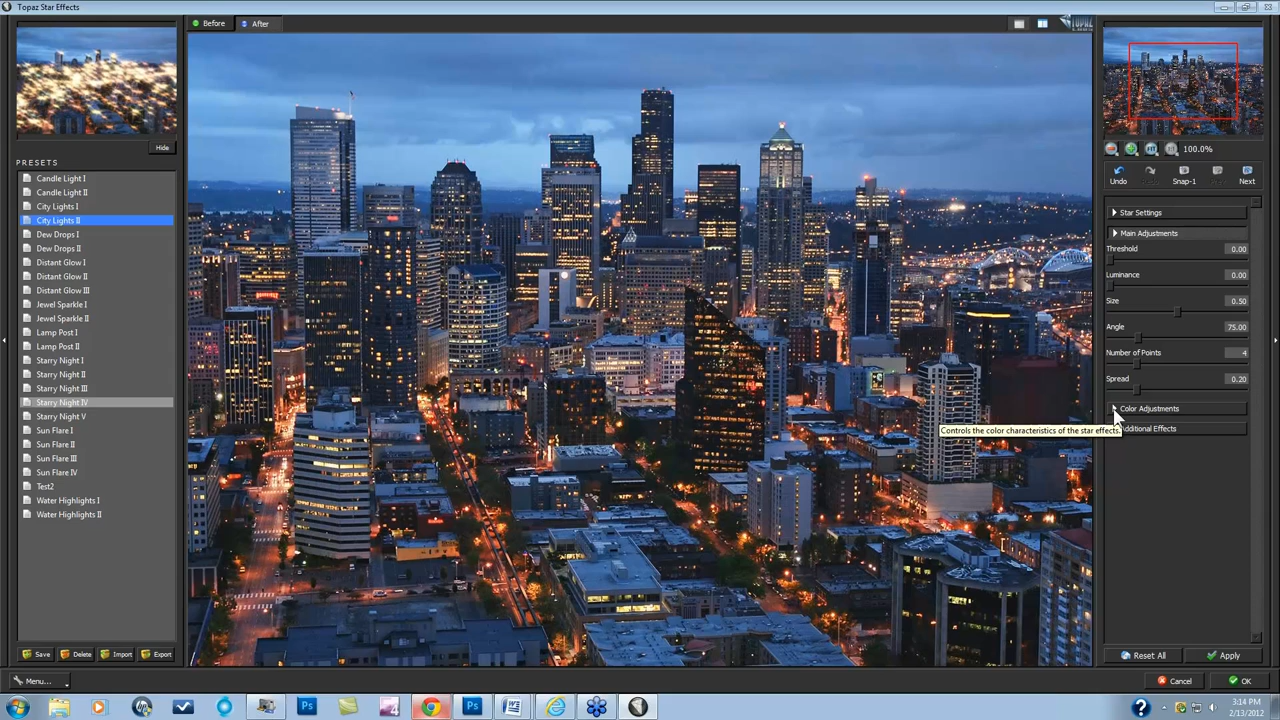 Topaz Star Effects
Before
After
TOPAZ
Hide
PRESETS
Candle Light I
Candle Light II
City Lights I
City Lights II
Dew Drops I
Dew Drops II
Distant Glow I
Distant Glow II
Distant Glow III
Jewel Sparkle I
Jewel Sparkle II
Lamp Post I
Lamp Post II
Starry Night I
Starry Night II
Starry Night III
Starry Night IV
Starry Night V
Sun Flare I
Sun Flare II
Sun Flare III
Sun Flare IV
Test2
Water Highlights I
Water Highlights II
Save
Delete
Import
Export
Menu...
100.0%
Undo
Snap-1
Next
Star Settings
Main Adjustments
Threshold 0.00
Luminance 0.00
Size 0.50
Angle 75.00
Number of Points 4
Spread 0.20
Color Adjustments
Controls the color characteristics of the star effects.
Additional Effects
Reset All
Apply
Cancel
OK
3:14 PM
2/13/2012